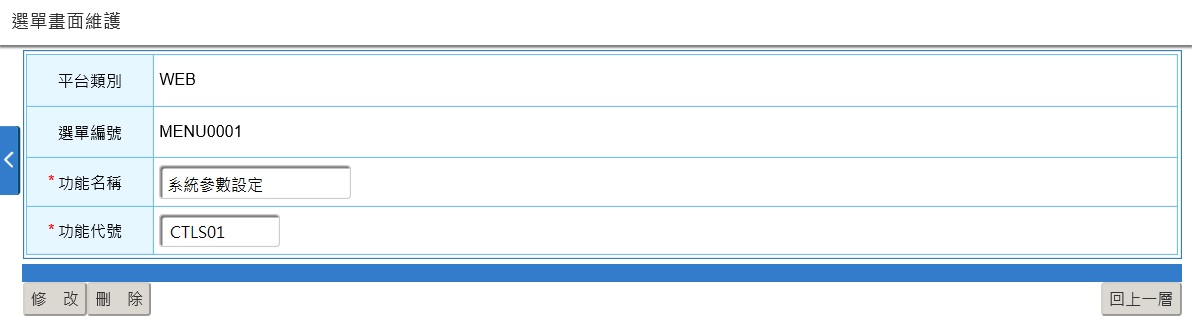 選單畫面維護
平台類別 WEB
選單編號 MENU0001
*功能名稱 系統參數設定
*功能代號 CTLS01
修 改 刪 除 回上一層